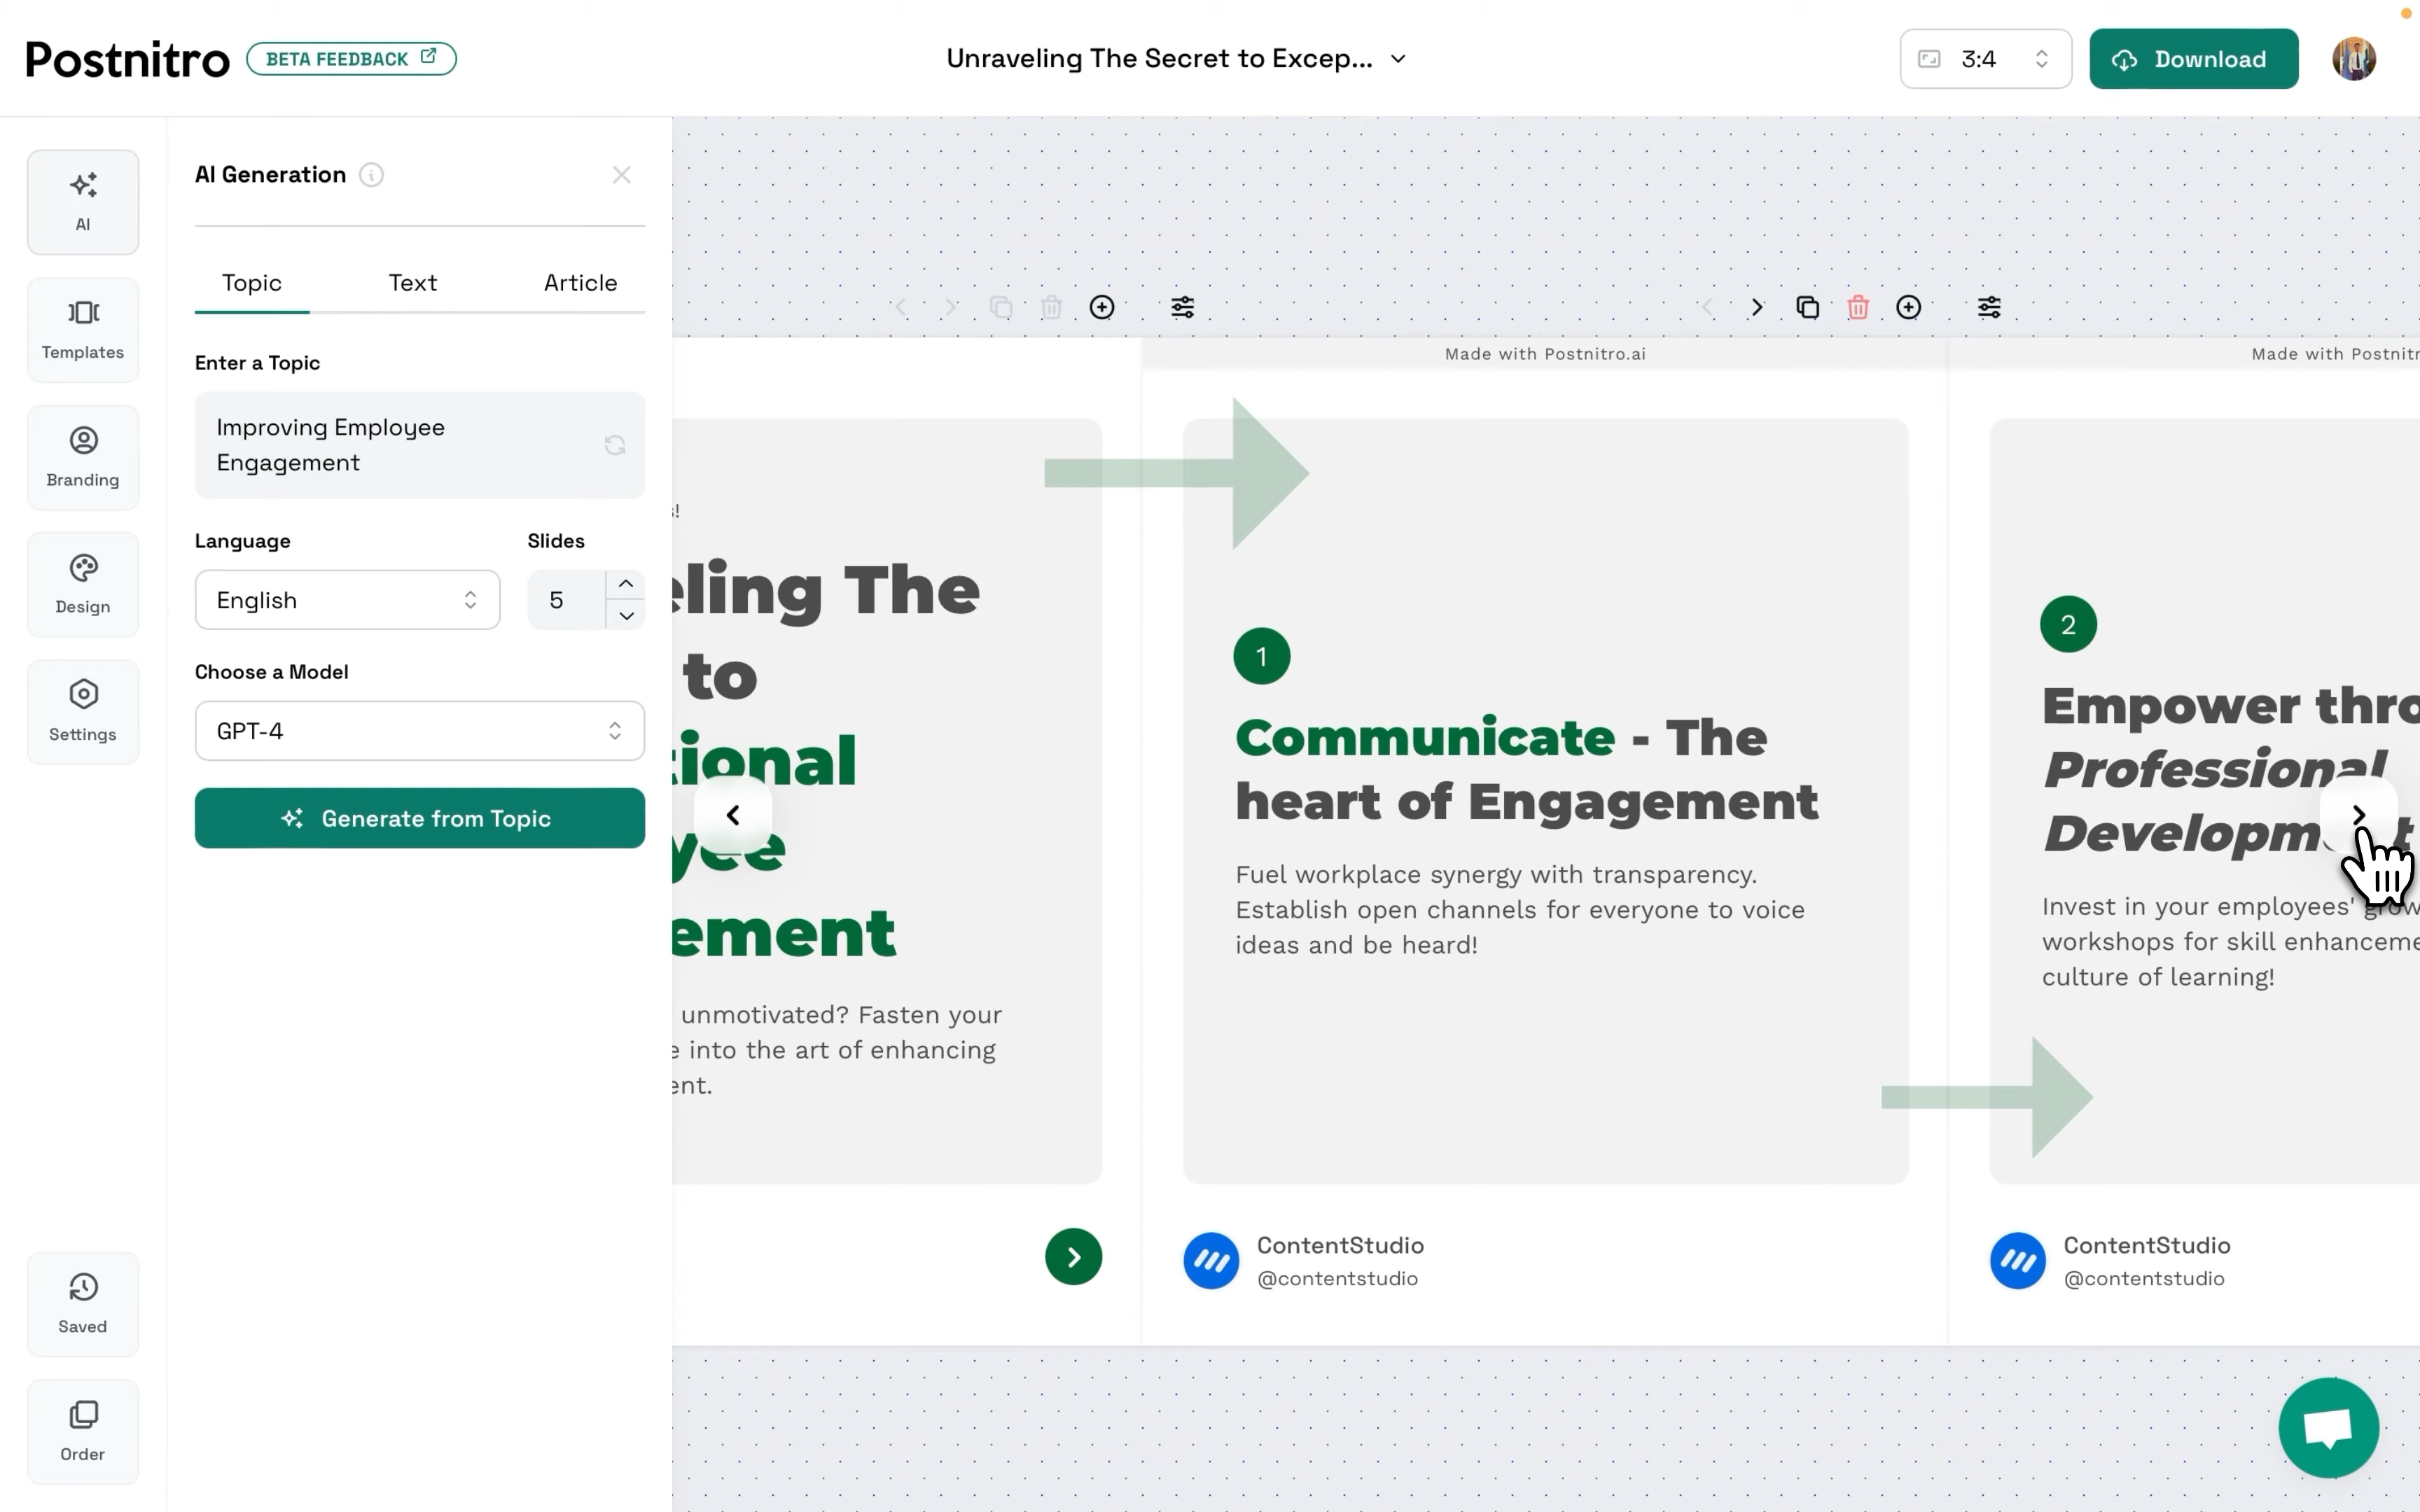 Postnitro
BETA FEEDBACK
Unraveling The Secret to Excep...
3:4
Download
AI
Templates
Branding
Design
Settings
Saved
Order
AI Generation
Topic
Text
Article
Enter a Topic
Improving Employee
Engagement
Language
Slides
English
5
Choose a Model
GPT-4
Generate from Topic
s!
eling The
to
tional
yee
ement
unmotivated? Fasten your
e into the art of enhancing
ent.
Made with Postnitro.ai
1
Communicate - The
heart of Engagement
Fuel workplace synergy with transparency.
Establish open channels for everyone to voice
ideas and be heard!
ContentStudio
@contentstudio
Made with Postnitr
2
Empower thro
Professional
Developm t
Invest in your employees' grow
workshops for skill enhanceme
culture of learning!
ContentStudio
@contentstudio